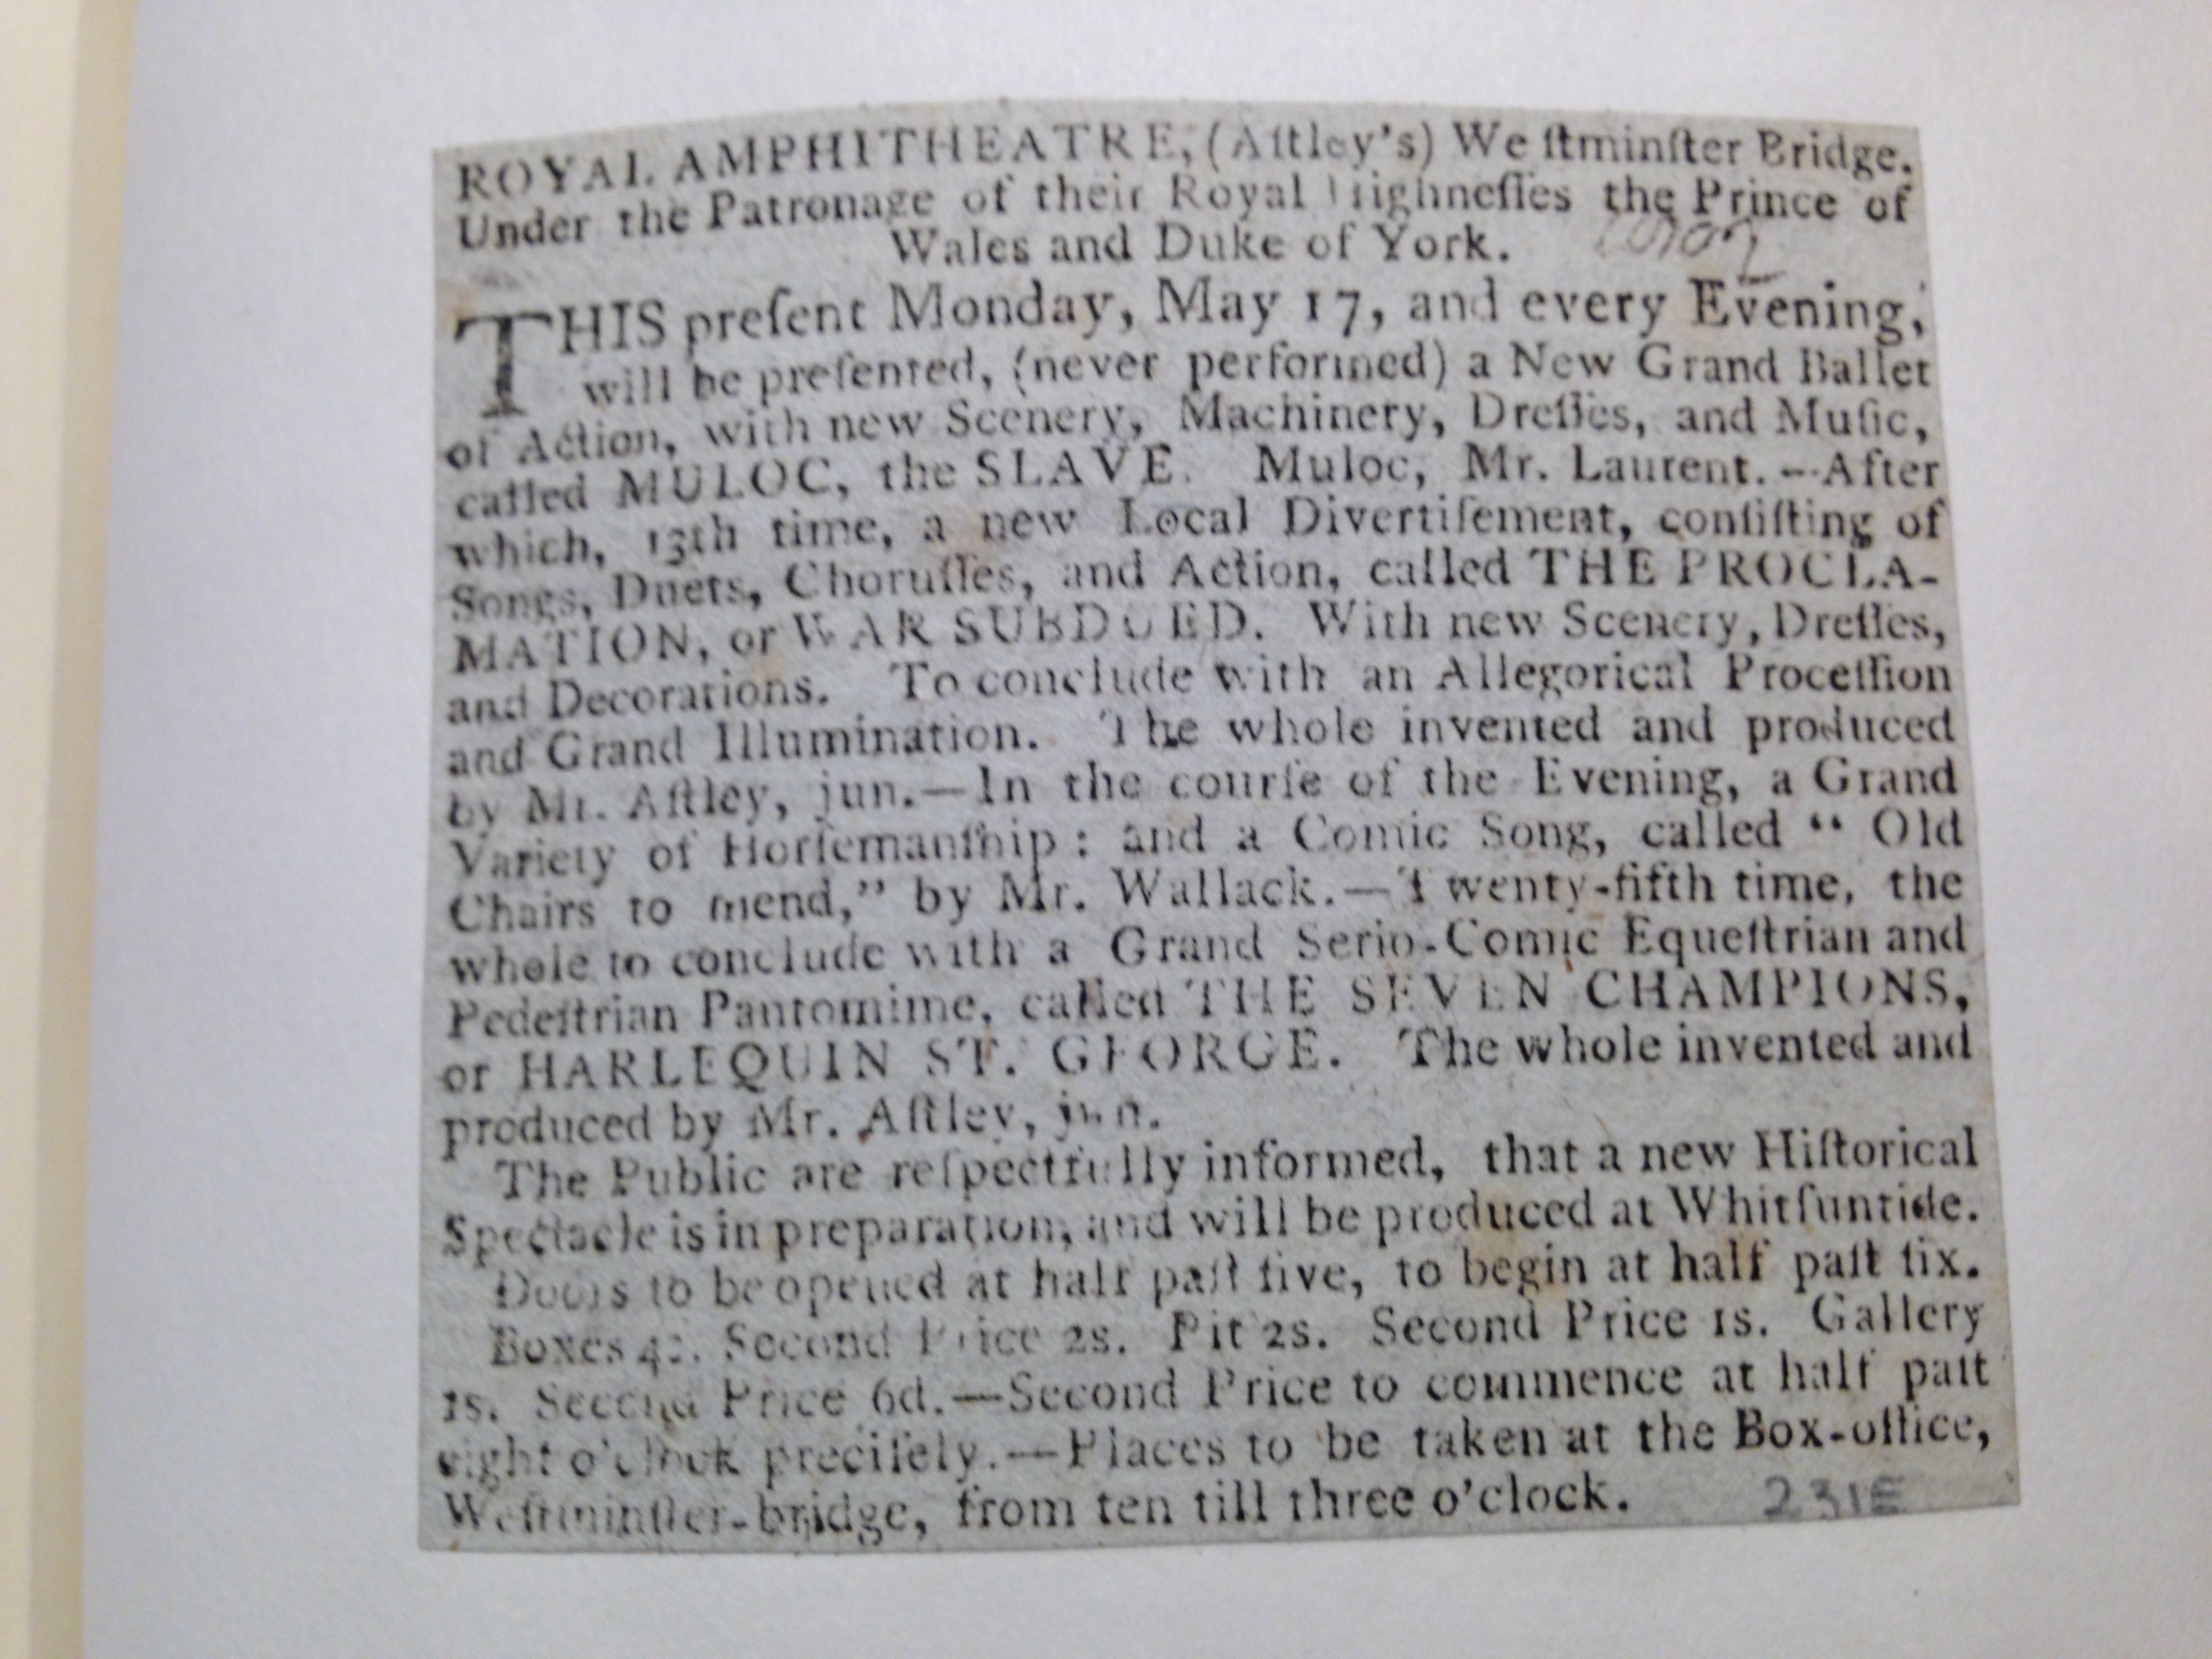 ROYAL AMPHITHEATRE, (Aſtley's) Weſtminſter Bridge.
Under the Patronage of their Royal Highneſſes the Prince of
Wales and Duke of York.
THIS preſent Monday, May 17, and every Evening,
will be preſented, (never performed) a New Grand Ballet
of Action, with new Scenery, Machinery, Dreſſes, and Muſic,
called MULOC, the SLAVE. Muloc, Mr. Laurent.—After
which, 13th time, a new Local Divertiſement, conſiſting of
Songs, Duets, Choruſſes, and Action, called THE PROCLA-
MATION, or WAR SUBDUED. With new Scenery, Dreſſes,
and Decorations. To conclude with an Allegorical Proceſſion
and Grand Illumination. The whole invented and produced
by Mr. Aſtley, jun.—In the courſe of the Evening, a Grand
Variety of Horſemanſhip: and a Comic Song, called "Old
Chairs to mend," by Mr. Wallack.—Twenty-fifth time, the
whole to conclude with a Grand Serio-Comic Equeſtrian and
Pedeſtrian Pantomime, called THE SEVEN CHAMPIONS,
or HARLEQUIN ST. GEORGE. The whole invented and
produced by Mr. Aſtley, jun.
The Public are reſpectfully informed, that a new Hiſtorical
Spectacle is in preparation, and will be produced at Whitſuntide.
Doors to be opened at half paſt five, to begin at half paſt ſix.
Boxes 4s. Second Price 2s. Pit 2s. Second Price 1s. Gallery
1s. Second Price 6d.—Second Price to commence at half paſt
eight o'clock preciſely.—Places to be taken at the Box-office,
Weſtminſter-bridge, from ten till three o'clock.